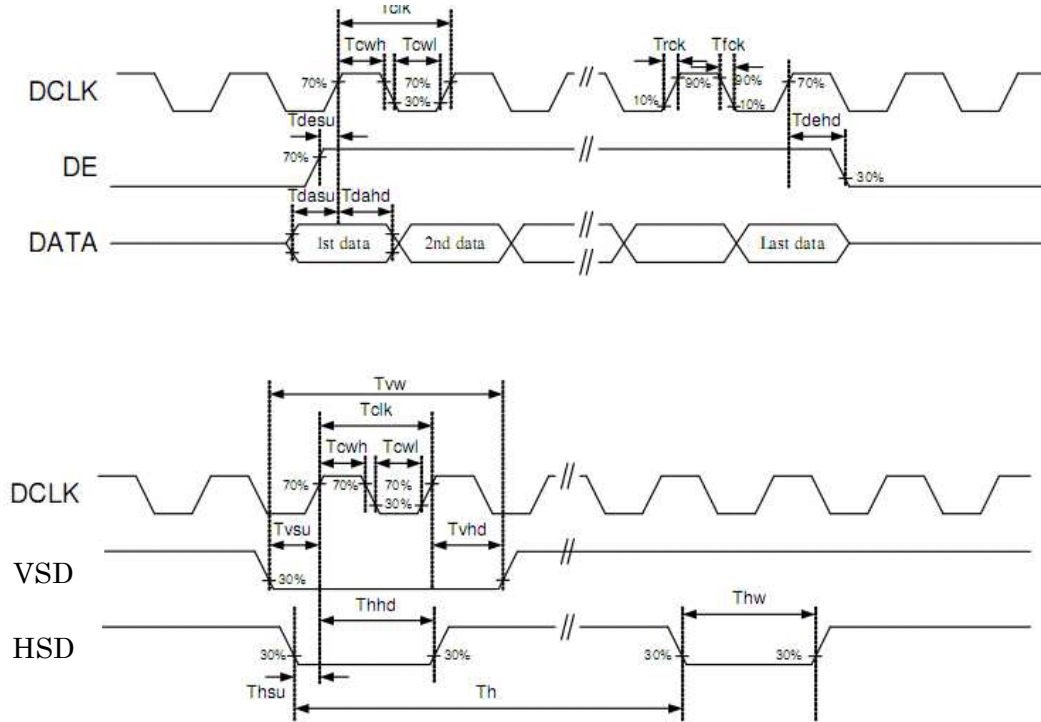 Tclk
Tcwh Tcwl Trck Tfck
70% 70% 90% 90% 70%
DCLK
30% 10% 10%
Tdesu Tdehd
70%
DE
30%
Tdasu Tdahd
DATA
1st data 2nd data Last data
Tvw
Tclk
Tcwh Tcwl
70% 70% 70%
DCLK
30%
Tvsu Tvhd
VSD
30%
Thhd Thw
HSD
30% 30% 30% 30%
Thsu
Th